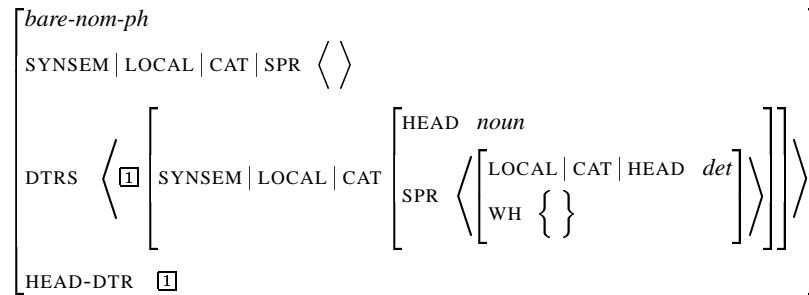 bare-nom-ph
SYNSEM | LOCAL | CAT | SPR ⟨ ⟩
HEAD noun
DTRS ⟨ 1 SYNSEM | LOCAL | CAT
LOCAL | CAT | HEAD det
SPR ⟨
WH { } ⟩ ⟩
HEAD-DTR 1